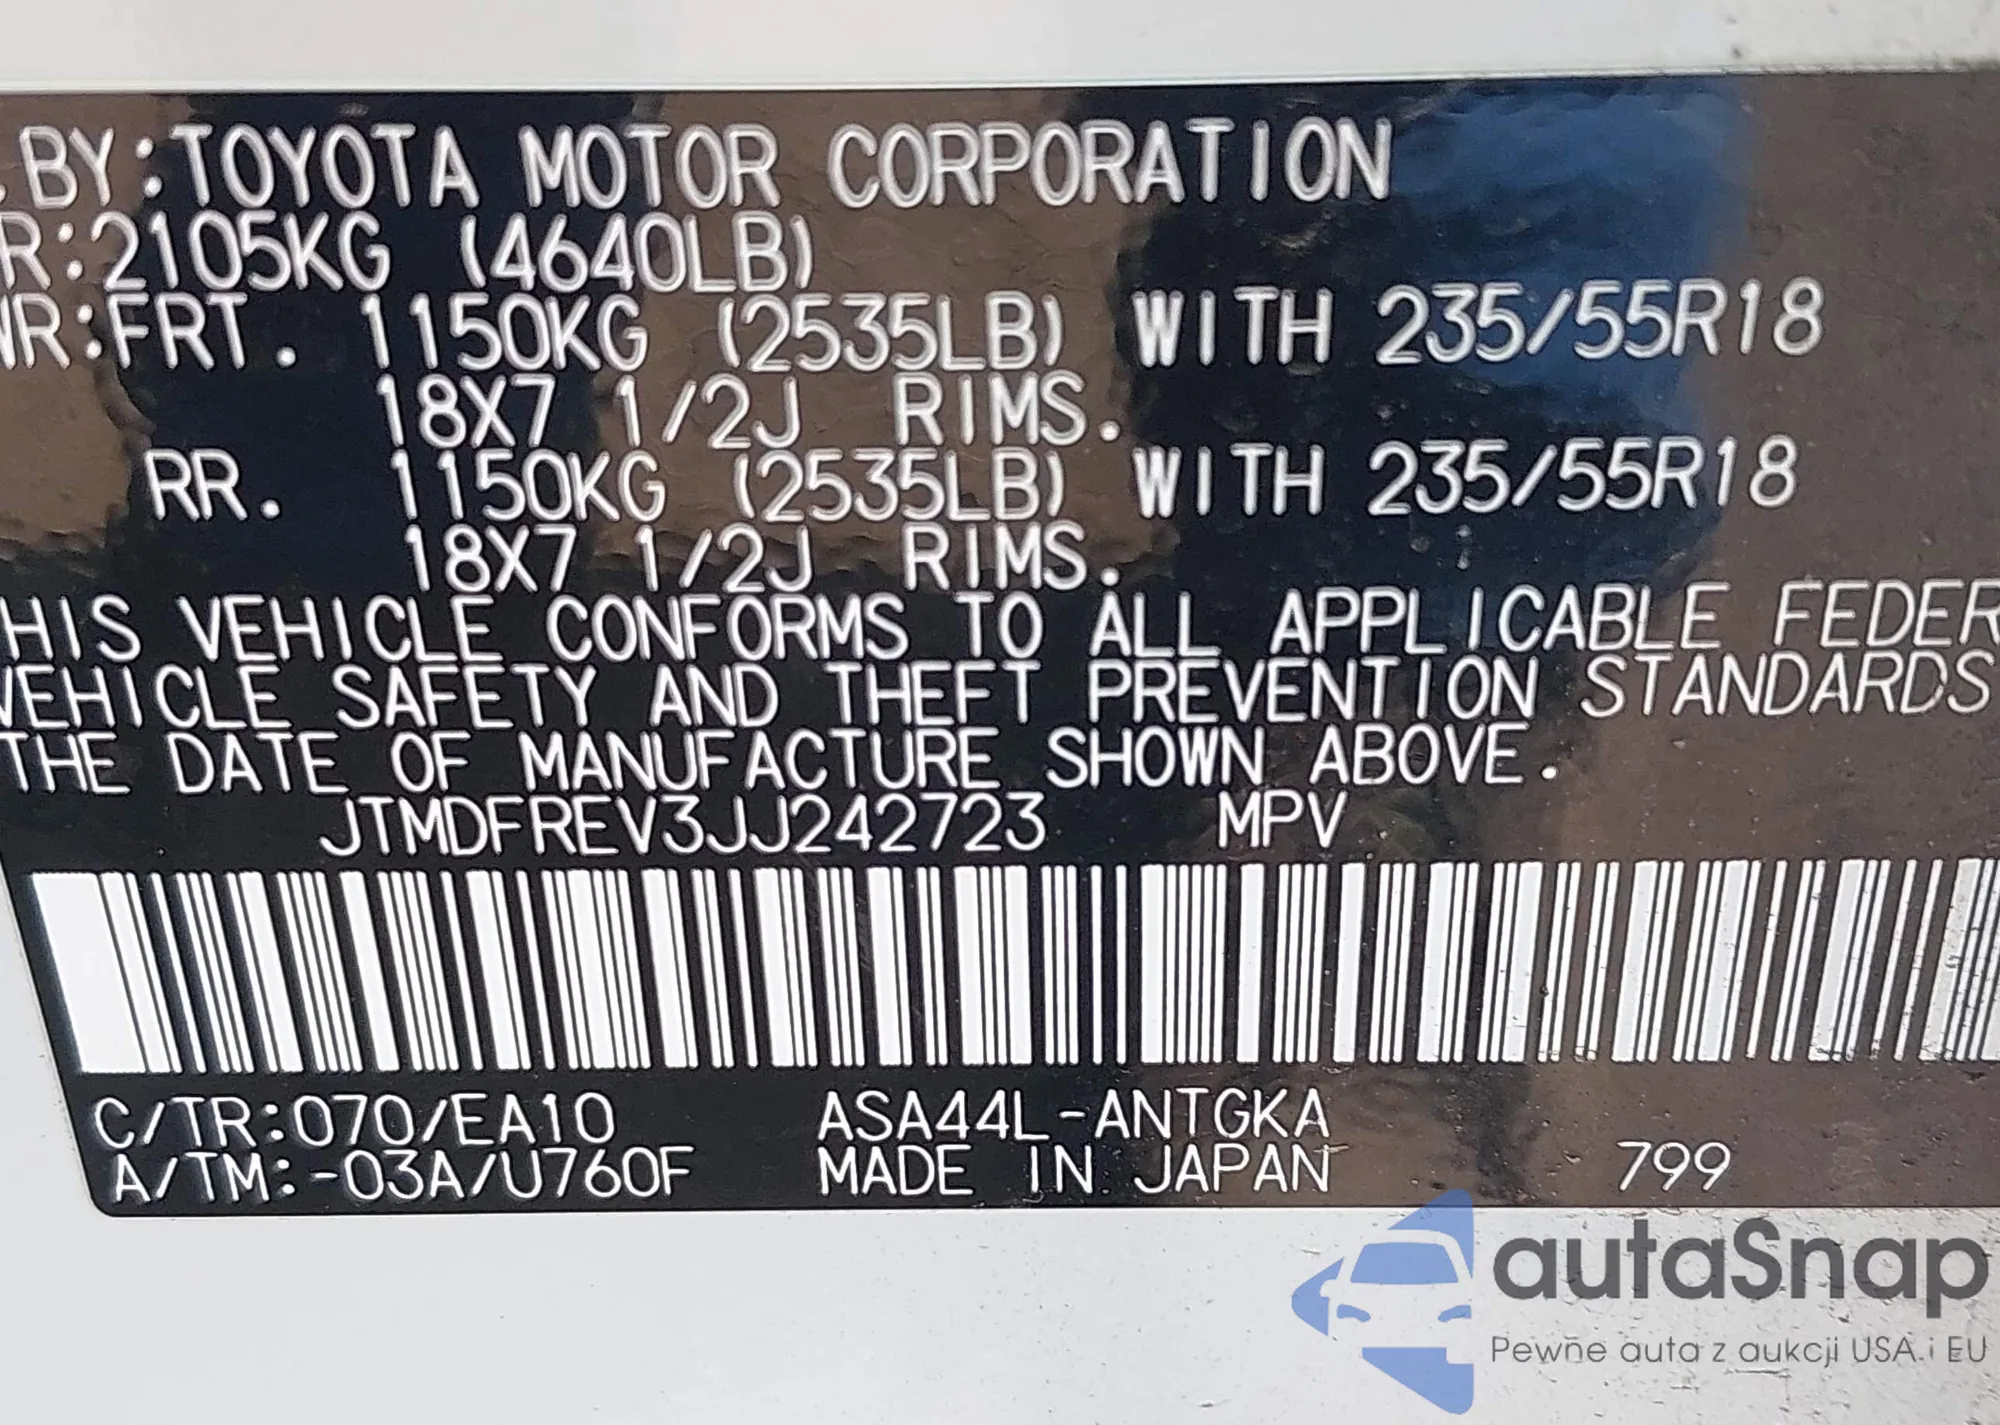 . BY:TOYOTA MOTOR CORPORATION
R:2105KG (4640LB)
WR:FRT. 1150KG (2535LB) WITH 235/55R18
18X7 1/2J RIMS.
RR. 1150KG (2535LB) WITH 235/55R18
18X7 1/2J RIMS.
HIS VEHICLE CONFORMS TO ALL APPLICABLE FEDER
VEHICLE SAFETY AND THEFT PREVENTION STANDARDS
THE DATE OF MANUFACTURE SHOWN ABOVE.
JTMDFREV3JJ242723 MPV
C/TR:070/EA10 ASA44L-ANTGKA
A/TM:-03A/U760F MADE IN JAPAN 799
autaSnap
Pewne auta z aukcji USA i EU